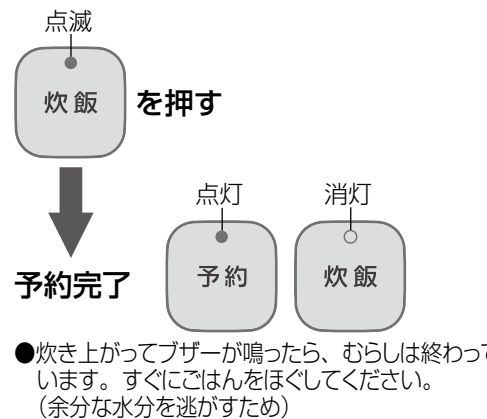 点滅
炊飯 を押す
点灯 消灯
予約完了 予約 炊飯
●炊き上がってブザーが鳴ったら、むらしは終わって
います。すぐにごはんをほぐしてください。
(余分な水分を逃がすため)